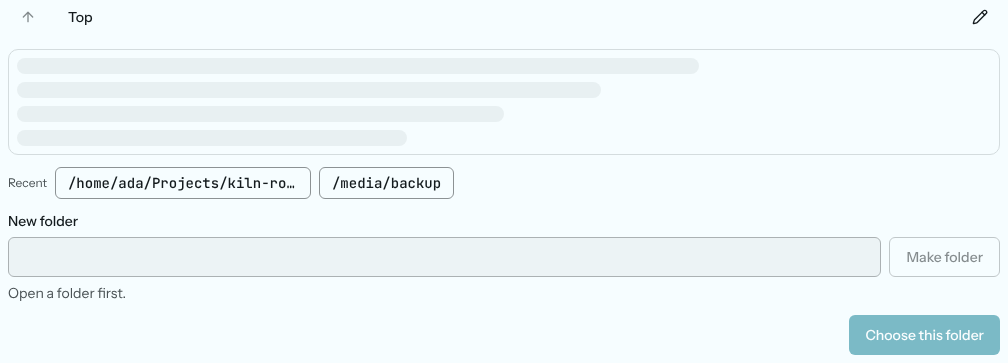 Top
Recent /home/ada/Projects/kiln-ro… /media/backup
New folder
Make folder
Open a folder first.
Choose this folder